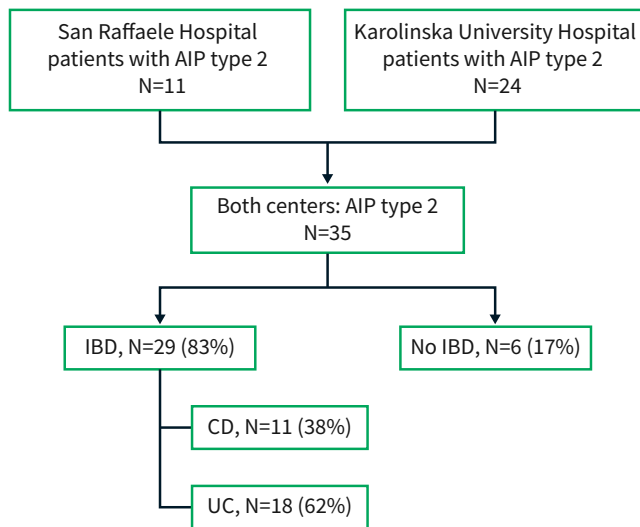 San Raffaele Hospital
patients with AIP type 2
N=11
Karolinska University Hospital
patients with AIP type 2
N=24
Both centers: AIP type 2
N=35
IBD, N=29 (83%)
No IBD, N=6 (17%)
CD, N=11 (38%)
UC, N=18 (62%)